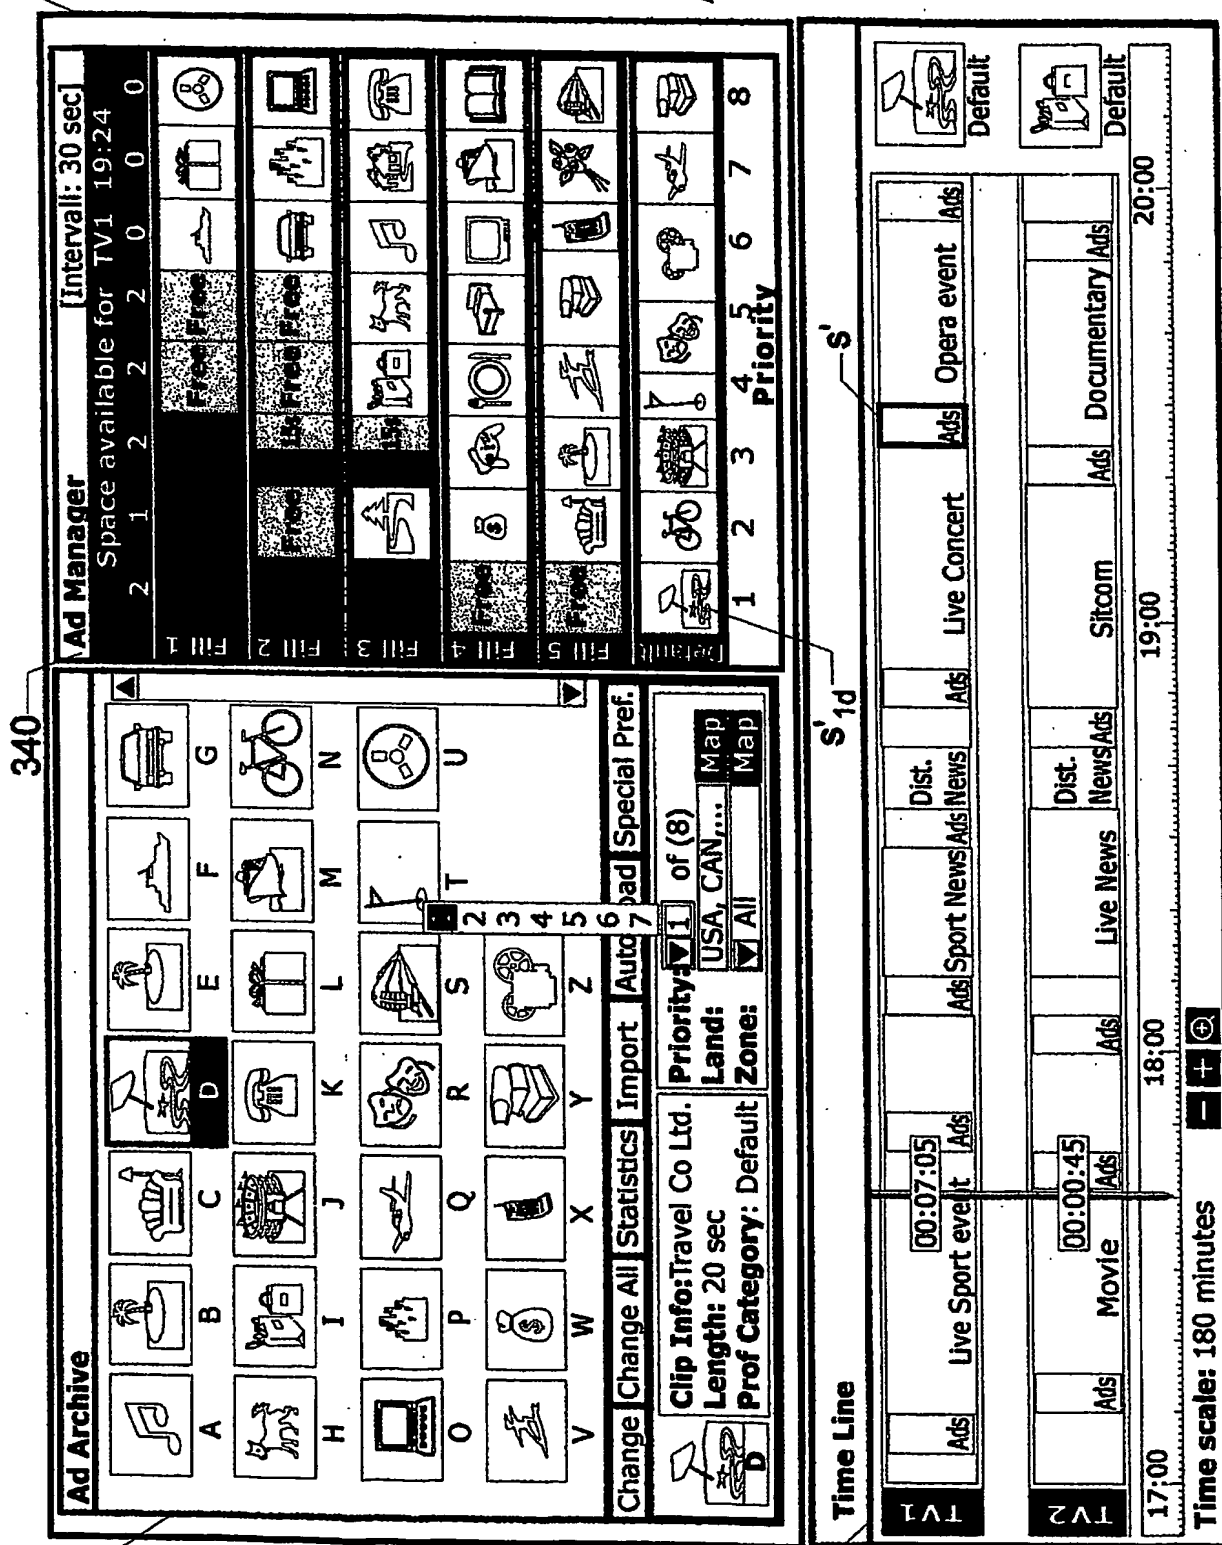 340
Ad Archive
A B C D E F G
H I J K L M N
O P Q R S T U
V W X Y Z
Change Change All Statistics Import Special Pref.
D
Clip Info:Travel Co Ltd.
Length: 20 sec
Prof Category: Default
Priority: 1 of (8)
Land: USA, CAN,... Map
Zone: All Map
2
3
4
5
6
7
Ad Manager [Intervall: 30 sec]
Space available for TV1 19:24
2 1 2 2 2 0 0 0
Fill 1 Free Free
Fill 2 Free 15s Free Free
Fill 3 15s
Fill 4 Free
Fill 5 Free
Default
1 2 3 4 5 6 7 8
Priority
s'1d
s'
Time Line
TV1 Ads Live Sport event 00:07:05 Ads Ads Sport News Ads Dist. News Ads Live Concert Ads Opera event Ads Default
TV2 Ads Movie 00:00:45 Ads Ads Live News Dist. News Ads Sitcom Ads Documentary Ads Default
17:00 18:00 19:00 20:00
Time scale: 180 minutes